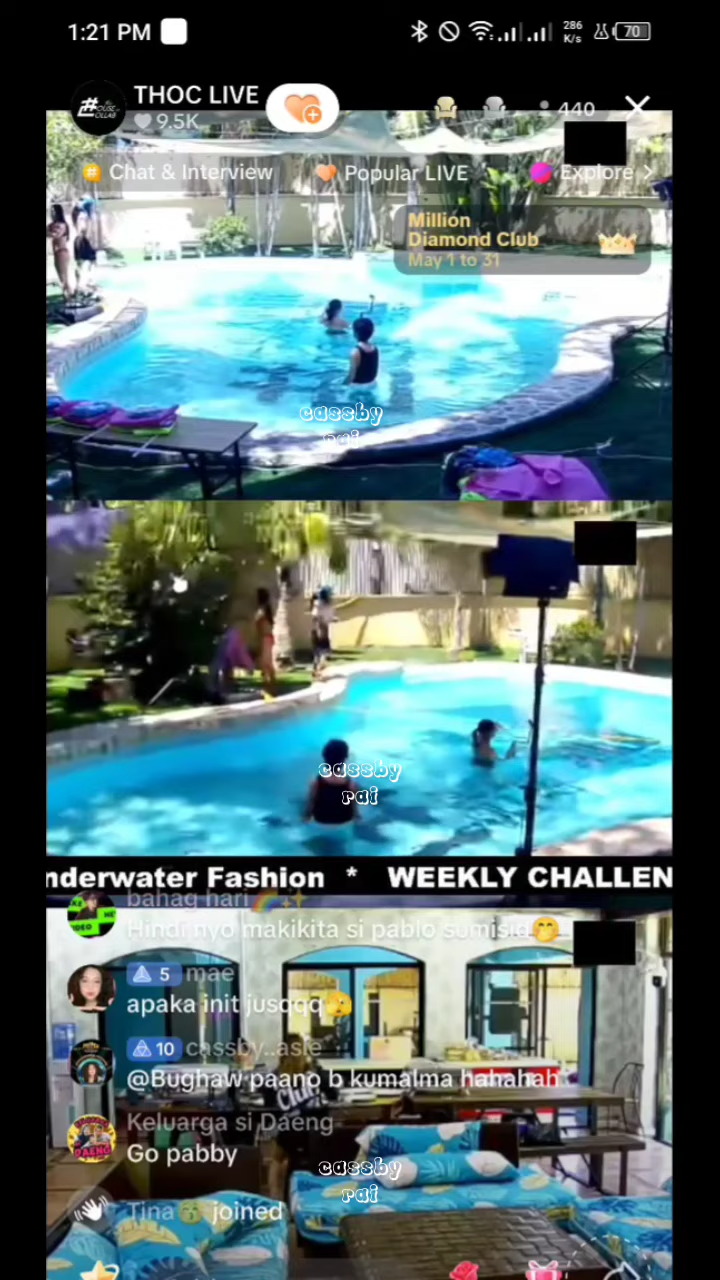 1:21 PM
286
K/s
70
THOC LIVE
9.5K
440
Chat & Interview
Popular LIVE
Explore >
Million
Diamond Club
May 1 to 31
cassby
rai
cassby
rai
nderwater Fashion * WEEKLY CHALLEN
bahag hari🌈✨
Hindi nyo makikita si pablo sumisid🤭
5 mae
apaka init jusqqq🫣
10 cassby..asle
@Bughaw paano b kumalma hahahah
Keluarga si Daeng
Go pabby
cassby
rai
Tina joined